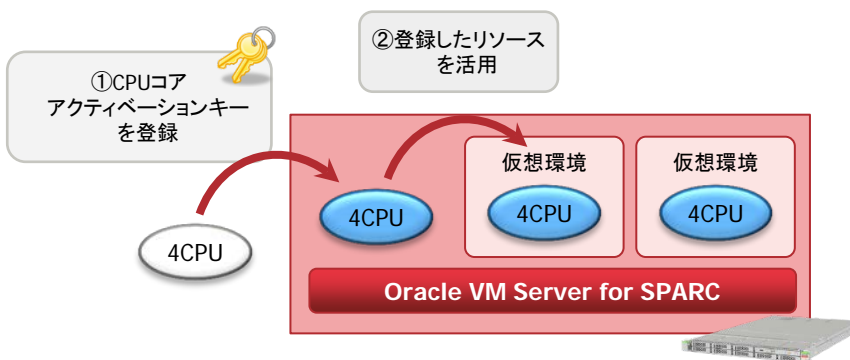 ①CPUコア
アクティベーションキー
を登録
②登録したリソース
を活用
仮想環境
仮想環境
4CPU
4CPU
4CPU
4CPU
Oracle VM Server for SPARC